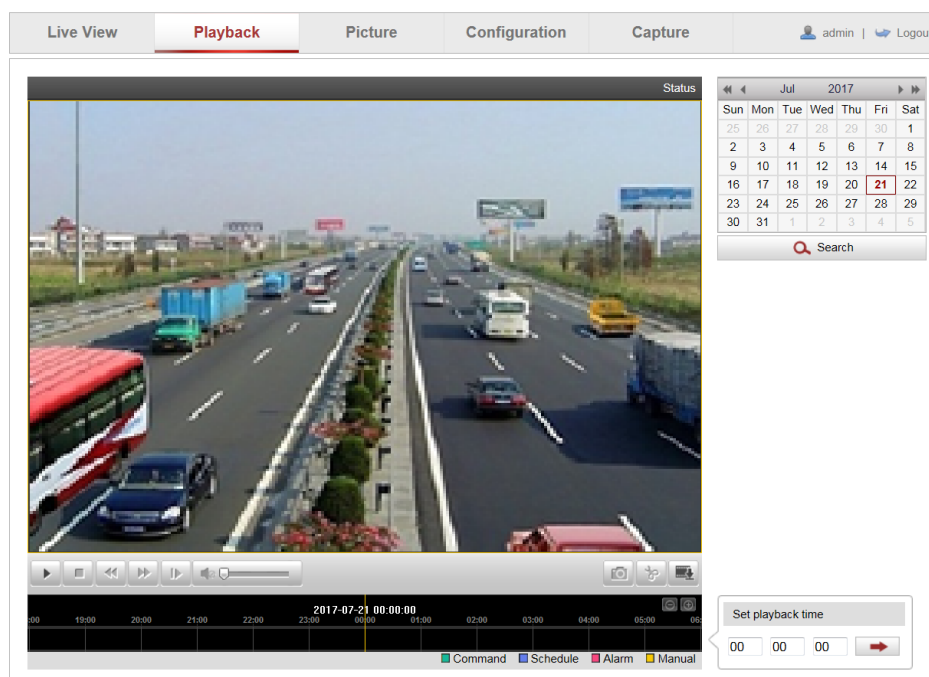 Live View Playback Picture Configuration Capture admin | Logou
Status
Jul 2017
Sun Mon Tue Wed Thu Fri Sat
25 26 27 28 29 30 1
2 3 4 5 6 7 8
9 10 11 12 13 14 15
16 17 18 19 20 21 22
23 24 25 26 27 28 29
30 31 1 2 3 4 5
Search
2017-07-21 00:00:00
:00 19:00 20:00 21:00 22:00 23:00 00:00 01:00 02:00 03:00 04:00 05:00 06:
Command Schedule Alarm Manual
Set playback time
00 00 00